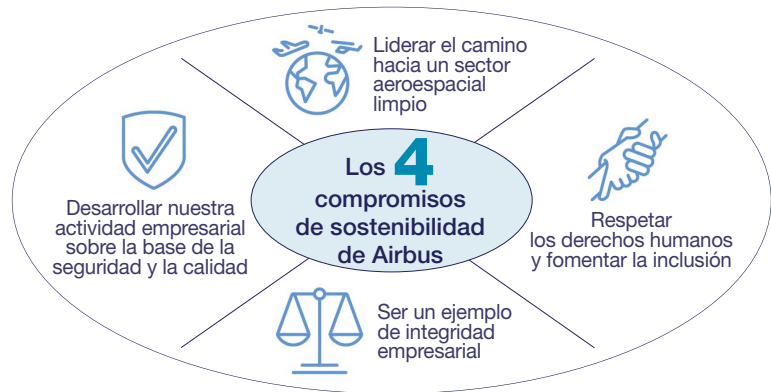 Liderar el camino
hacia un sector
aeroespacial
limpio
Los 4
compromisos
de sostenibilidad
de Airbus
Desarrollar nuestra
actividad empresarial
sobre la base de la
seguridad y la calidad
Respetar
los derechos humanos
y fomentar la inclusión
Ser un ejemplo
de integridad
empresarial